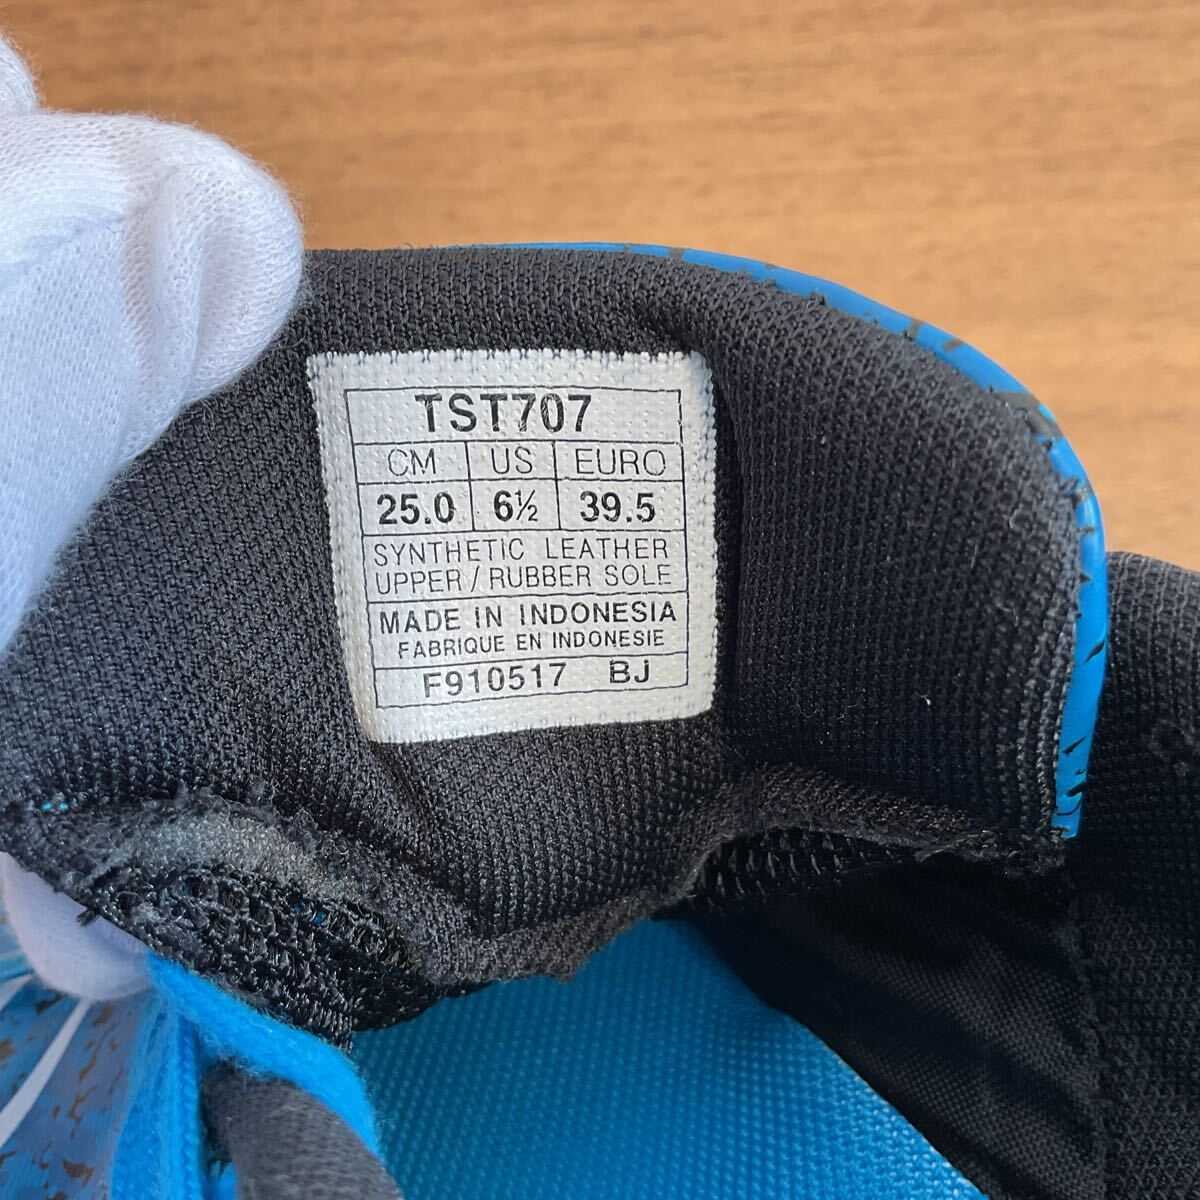 TST707
CM US EURO
25.0 6½ 39.5
SYNTHETIC LEATHER
UPPER / RUBBER SOLE
MADE IN INDONESIA
FABRIQUE EN INDONESIE
F910517 BJ